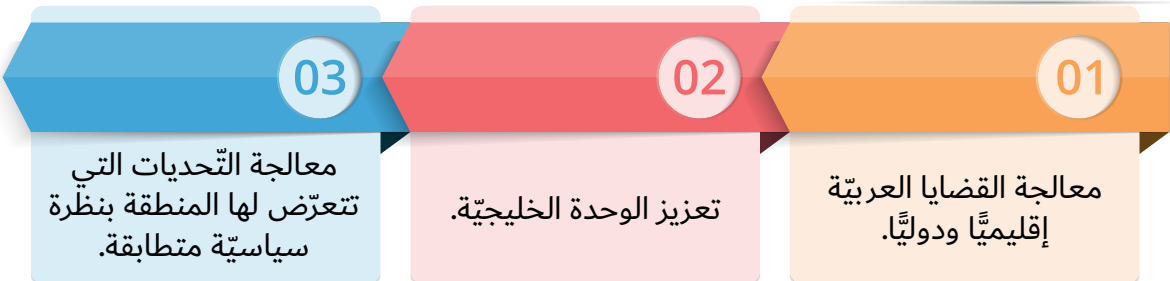 01
معالجة القضايا العربيّة
إقليميًّا ودوليًّا.
02
تعزيز الوحدة الخليجيّة.
03
معالجة التّحديات التي
تتعرّض لها المنطقة بنظرة
سياسيّة متطابقة.